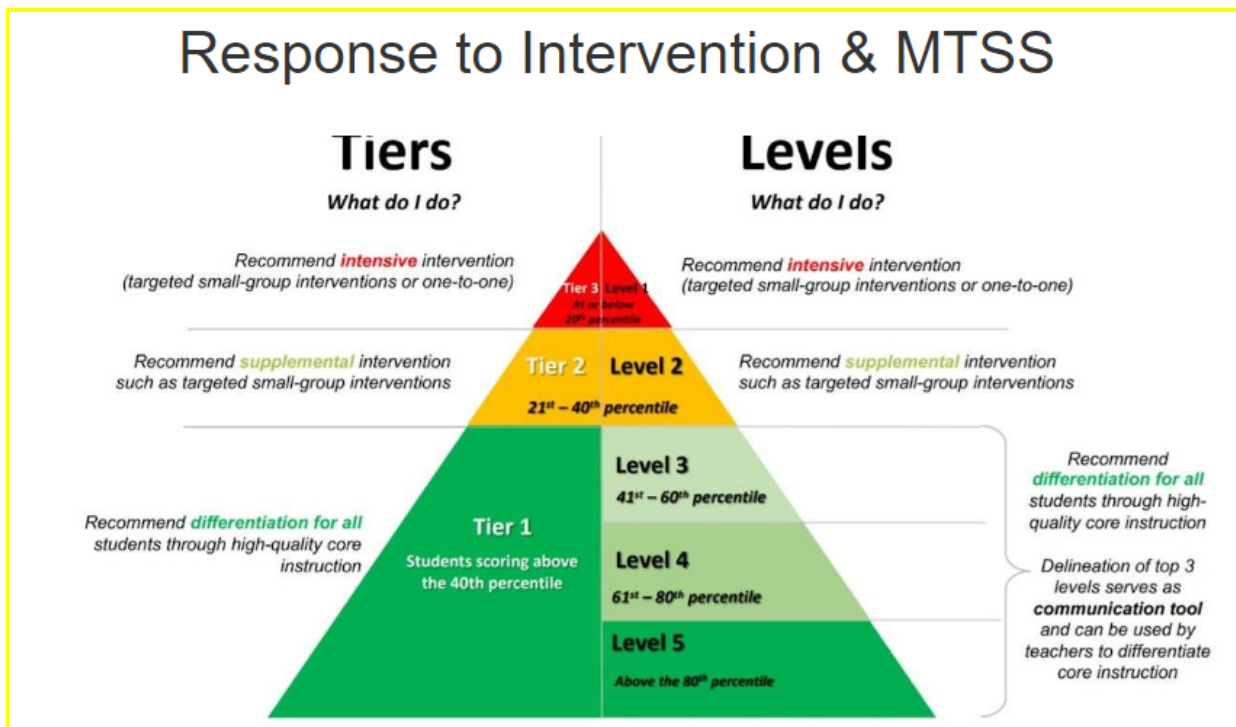 Response to Intervention & MTSS
Tiers
What do I do?
Levels
What do I do?
Recommend intensive intervention
(targeted small-group interventions or one-to-one)
Tier 3 Level 1
At or below
20th percentile
Recommend intensive intervention
(targeted small-group interventions or one-to-one)
Recommend supplemental intervention
such as targeted small-group interventions
Tier 2 Level 2
21st – 40th percentile
Recommend supplemental intervention
such as targeted small-group interventions
Recommend differentiation for all
students through high-quality core
instruction
Tier 1
Students scoring above
the 40th percentile
Level 3
41st – 60th percentile
Level 4
61st – 80th percentile
Level 5
Above the 80th percentile
Recommend
differentiation for all
students through high-
quality core instruction
Delineation of top 3
levels serves as
communication tool
and can be used by
teachers to differentiate
core instruction